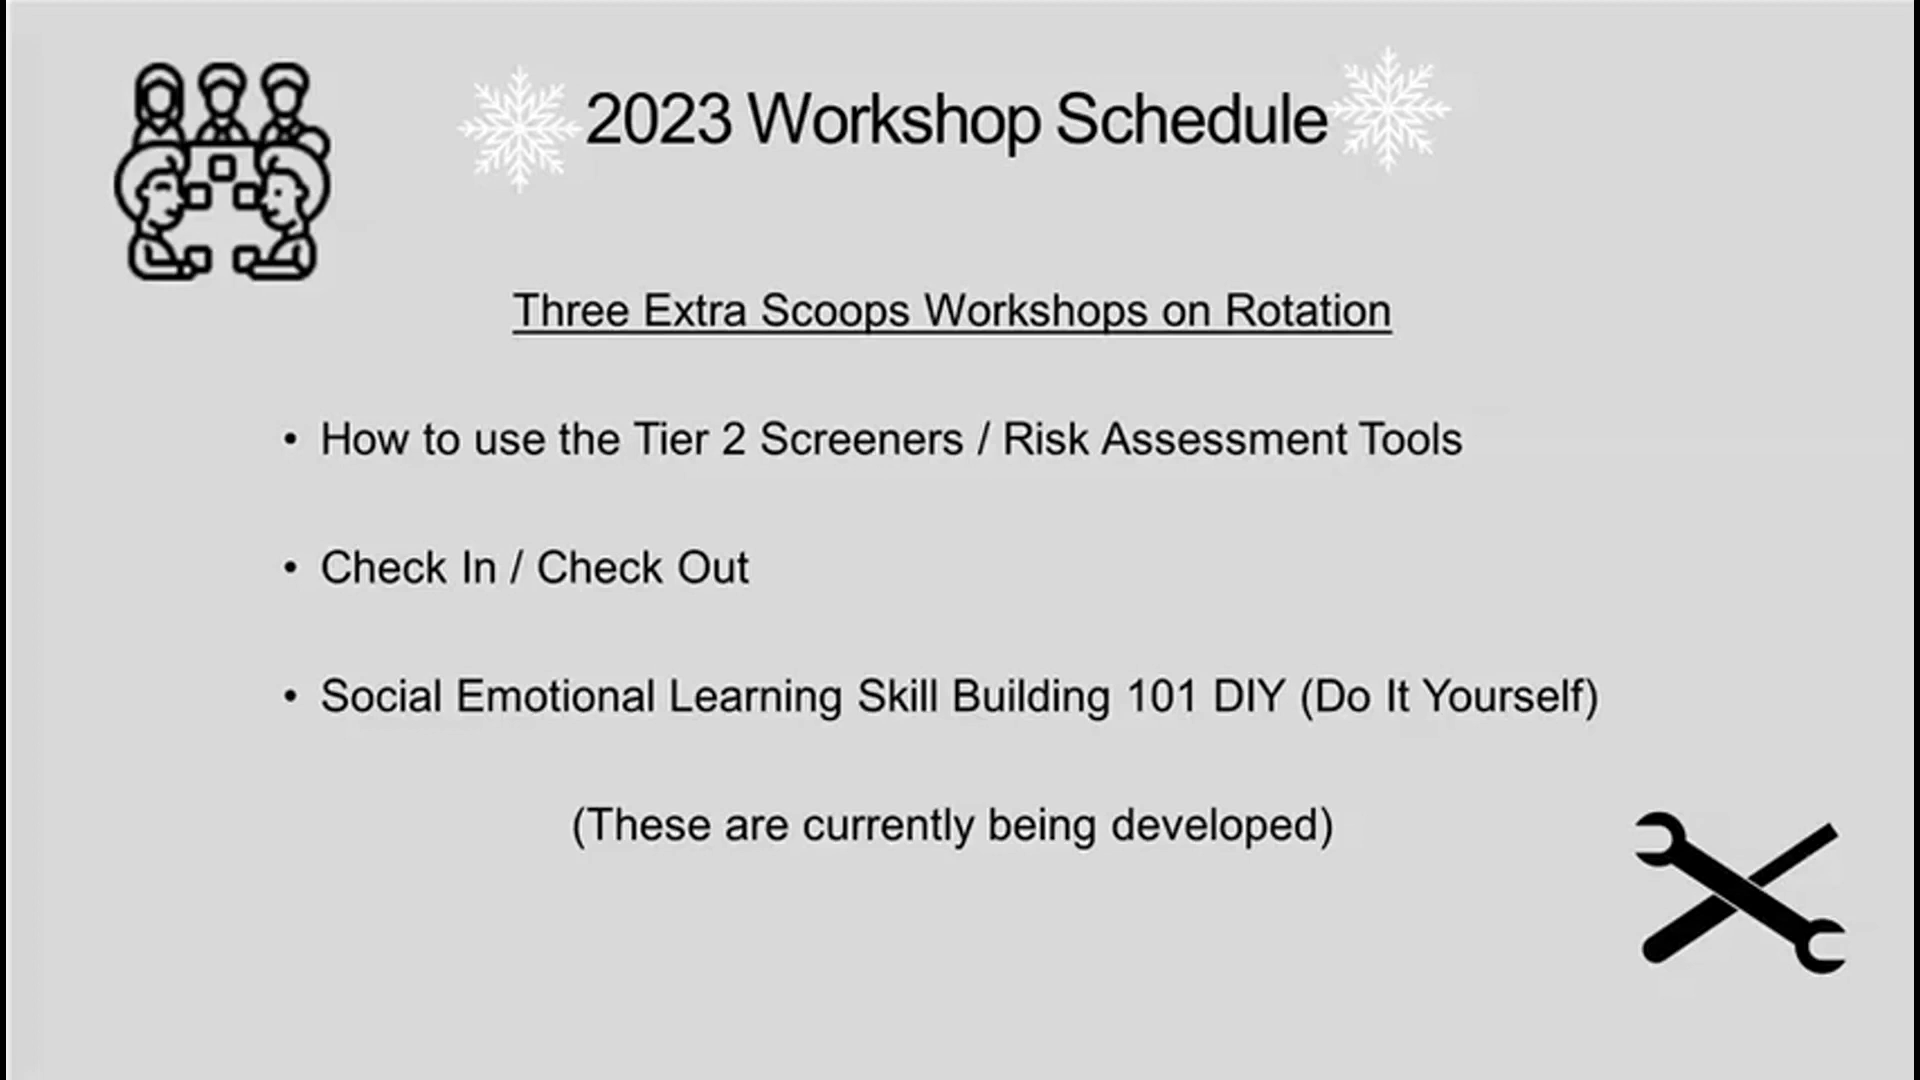 2023 Workshop Schedule
Three Extra Scoops Workshops on Rotation
• How to use the Tier 2 Screeners / Risk Assessment Tools
• Check In / Check Out
• Social Emotional Learning Skill Building 101 DIY (Do It Yourself)
(These are currently being developed)